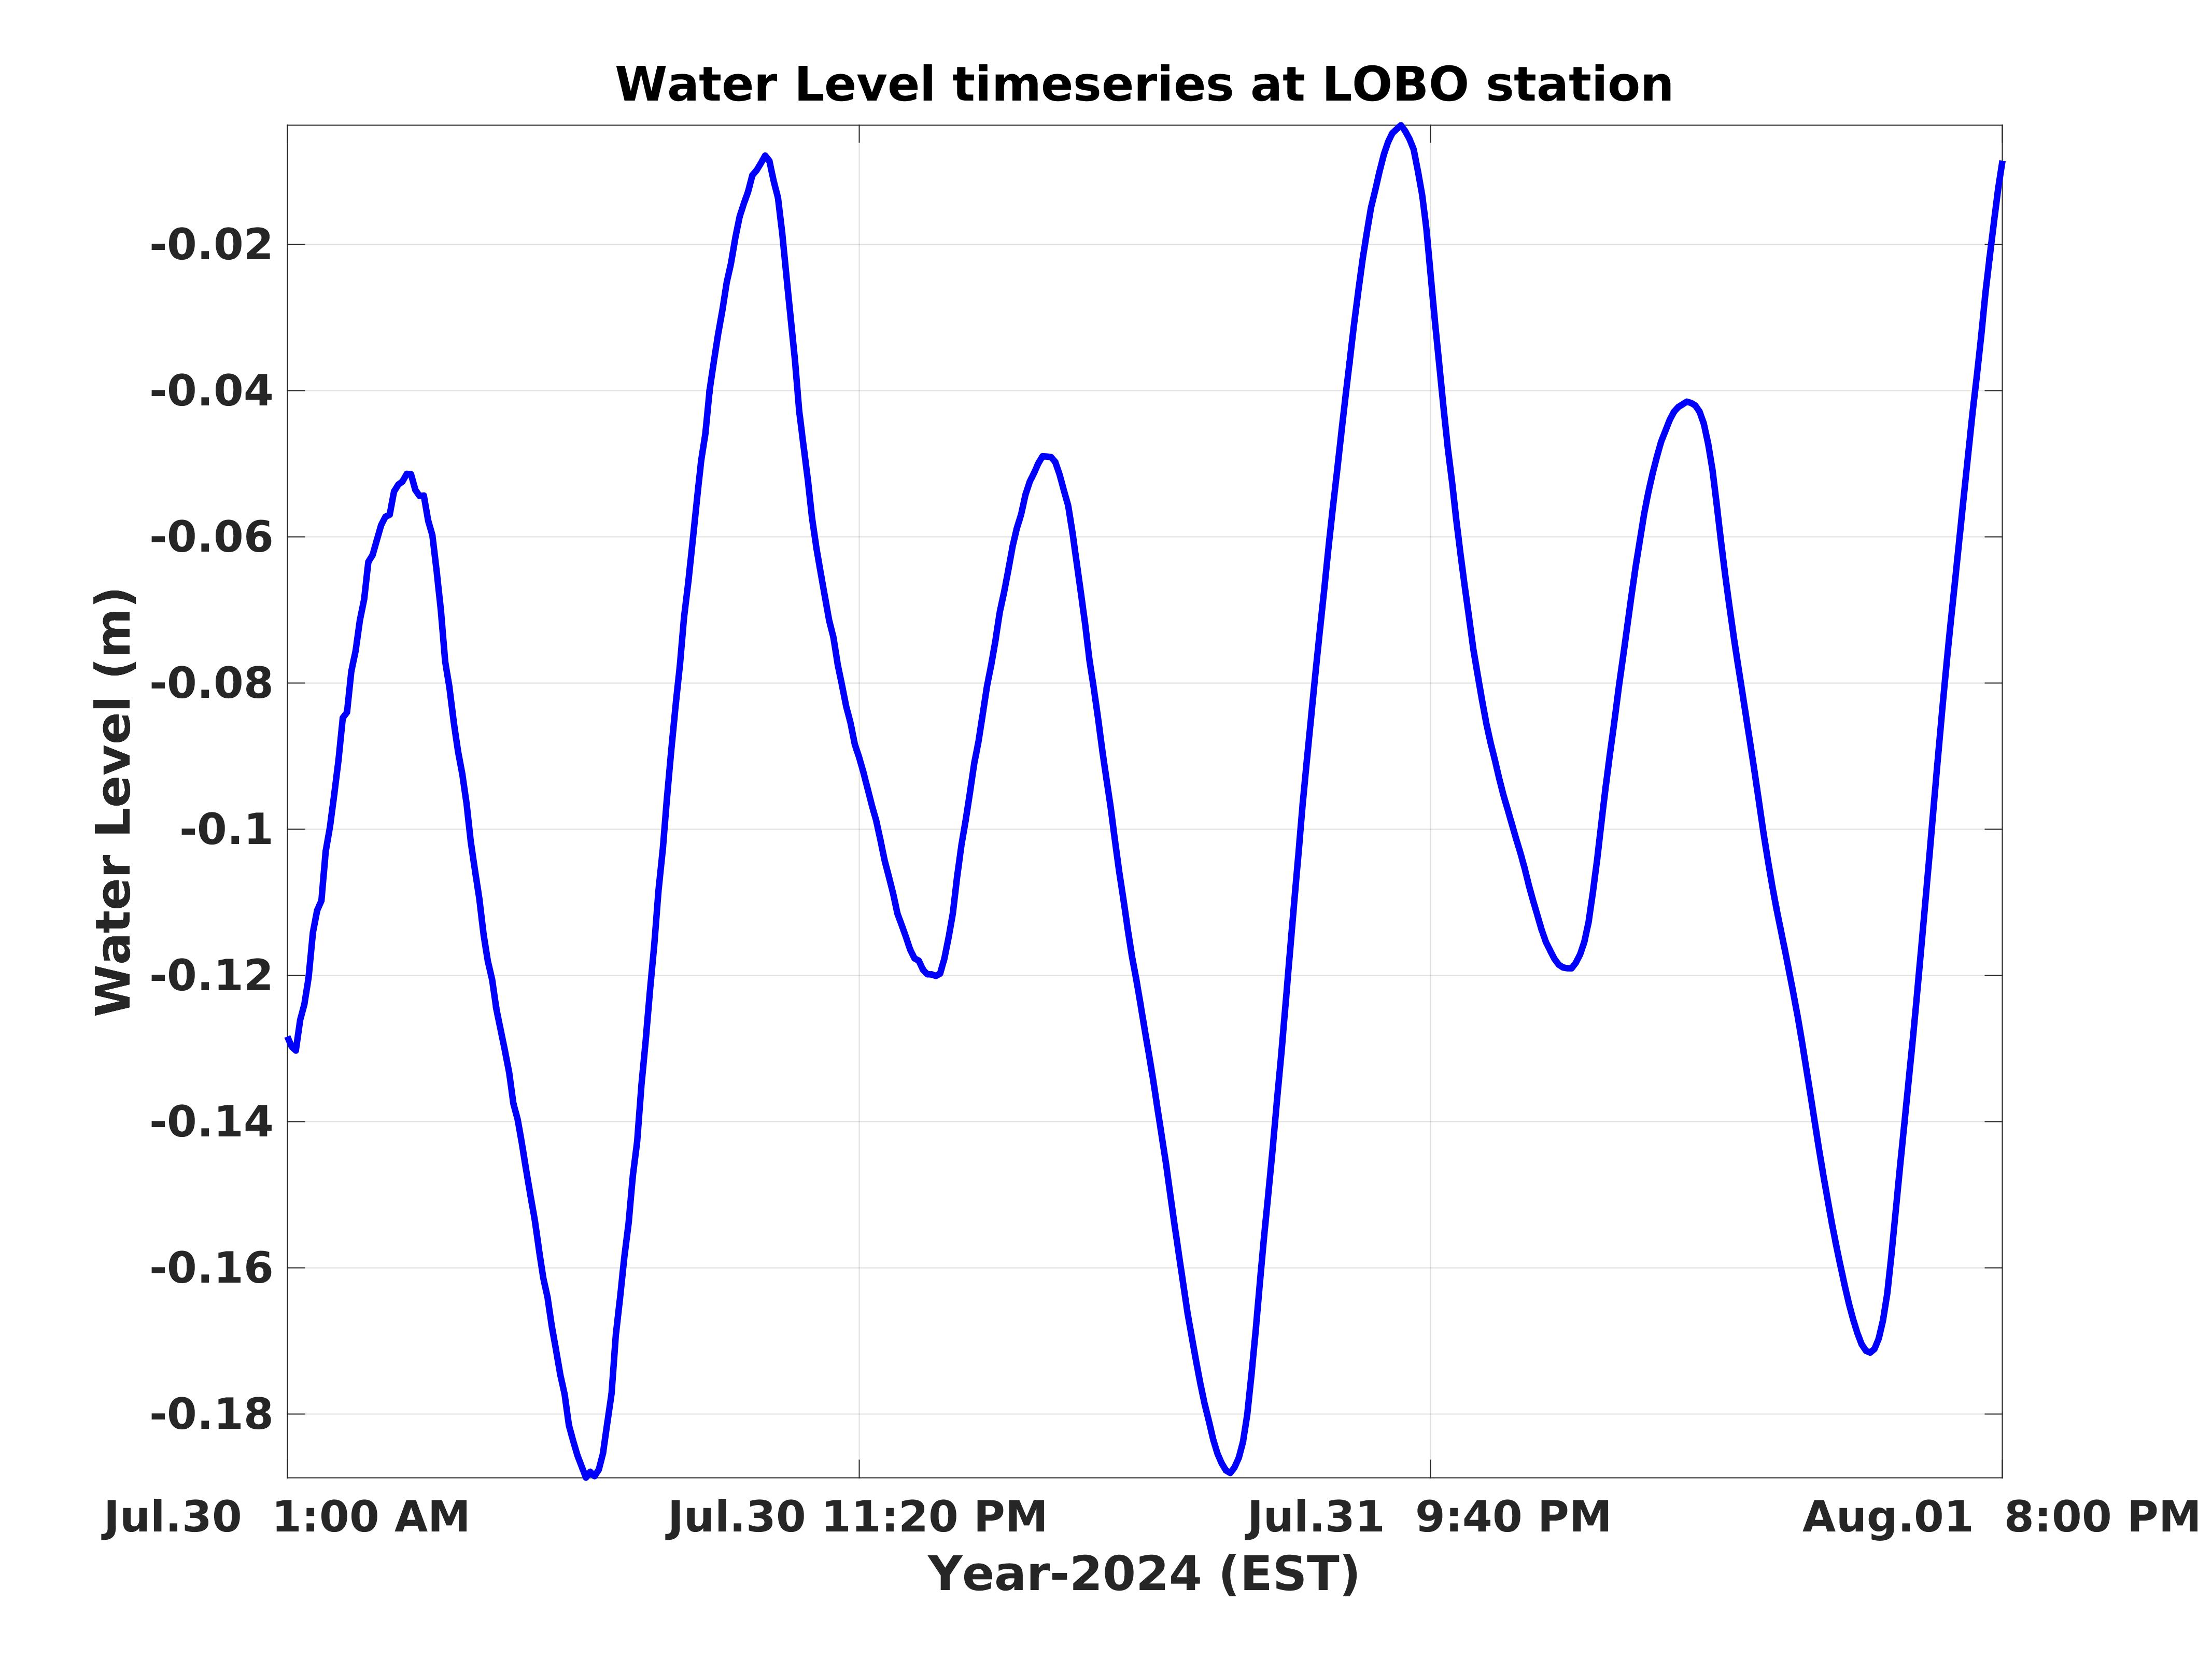 Water Level timeseries at LOBO station
-0.02
-0.04
-0.06
-0.08
-0.1
-0.12
-0.14
-0.16
-0.18
Water Level (m)
Jul.30  1:00 AM
Jul.30 11:20 PM
Jul.31  9:40 PM
Aug.01  8:00 PM
Year-2024 (EST)